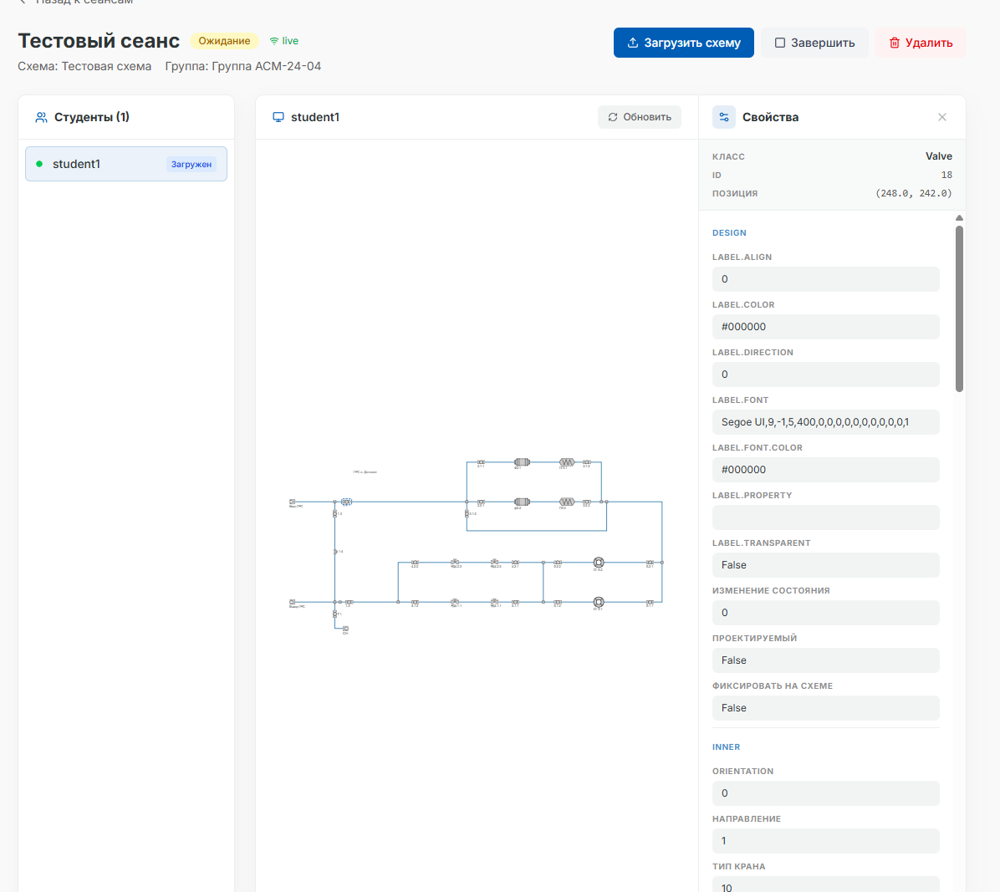 Назад к сеансам
Тестовый сеанс
Ожидание
live
Загрузить схему
Завершить
Удалить
Схема: Тестовая схема
Группа: Группа АСМ-24-04
Студенты (1)
student1
Загружен
student1
Обновить
Свойства
КЛАСС
Valve
ID
18
ПОЗИЦИЯ
(248.0, 242.0)
DESIGN
LABEL.ALIGN
0
LABEL.COLOR
#000000
LABEL.DIRECTION
0
LABEL.FONT
Segoe UI,9,-1,5,400,0,0,0,0,0,0,0,0,0,0,1
LABEL.FONT.COLOR
#000000
LABEL.PROPERTY
LABEL.TRANSPARENT
False
ИЗМЕНЕНИЕ СОСТОЯНИЯ
0
ПРОЕКТИРУЕМЫЙ
False
ФИКСИРОВАТЬ НА СХЕМЕ
False
INNER
ORIENTATION
0
НАПРАВЛЕНИЕ
1
ТИП КРАНА
10